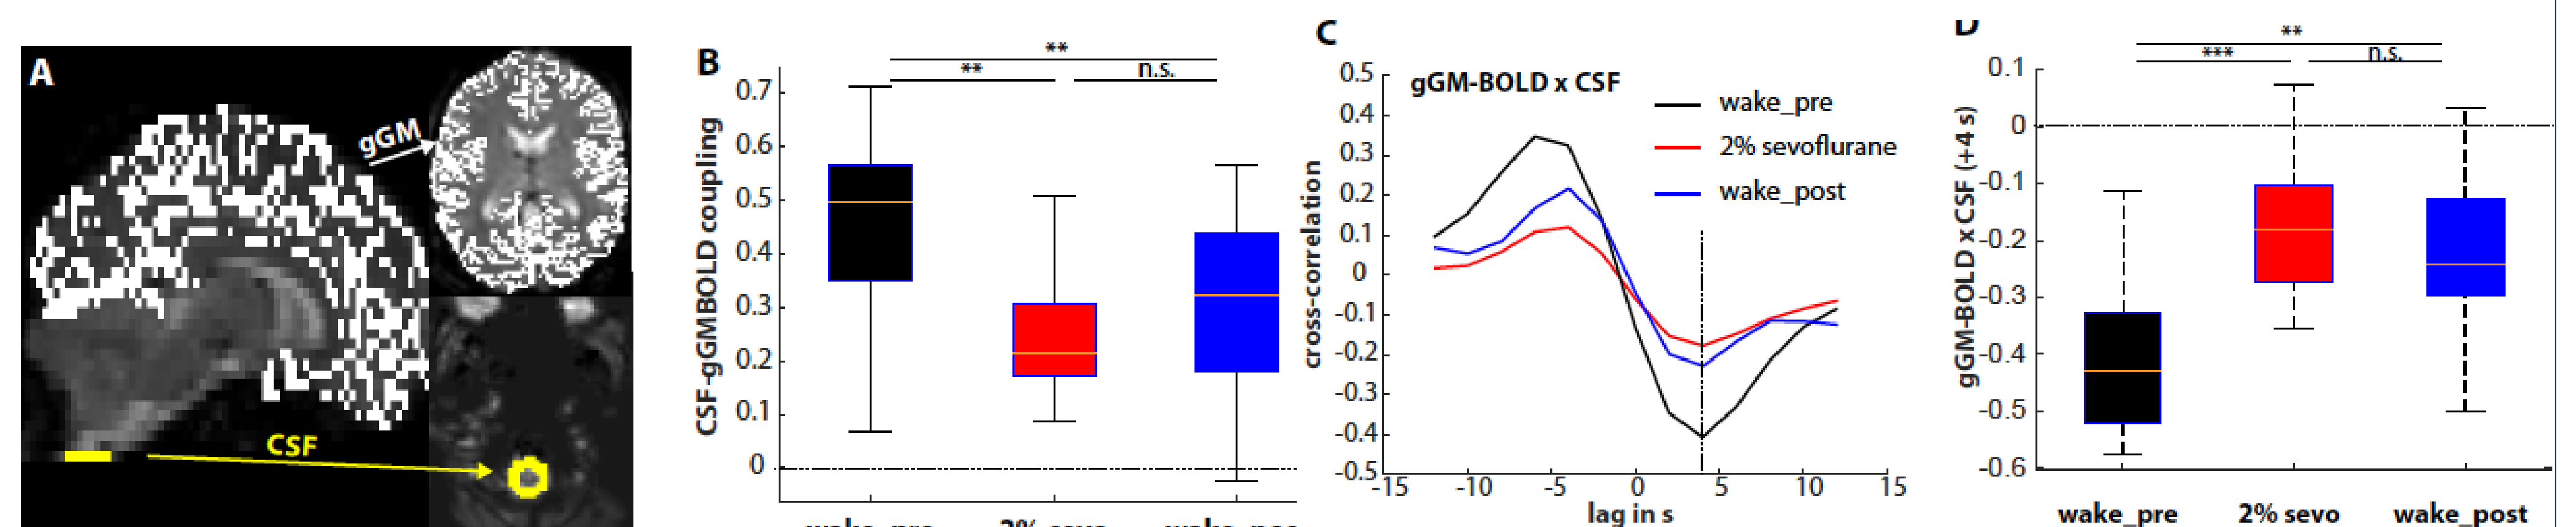 A
gGM
CSF
B
**
**
n.s.
CSF-gGMBOLD coupling
0.7
0.6
0.5
0.4
0.3
0.2
0.1
0
C
gGM-BOLD x CSF
wake_pre
2% sevoflurane
wake_post
cross-correlation
0.5
0.4
0.3
0.2
0.1
0
-0.1
-0.2
-0.3
-0.4
-0.5
-15 -10 -5 0 5 10 15
lag in s
D
**
***
n.s.
gGM-BOLD x CSF (+4 s)
0.1
0
-0.1
-0.2
-0.3
-0.4
-0.5
-0.6
wake_pre 2% sevo wake_post